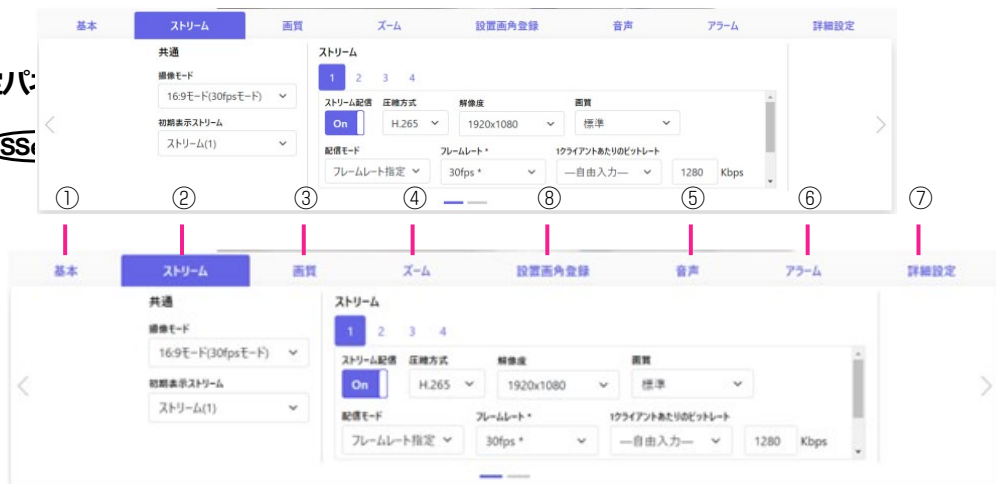 基本 ストリーム 画質 ズーム 設置画角登録 音声 アラーム 詳細設定
共通 ストリーム
撮像モード 1 2 3 4
16:9モード(30fpsモード) ストリーム配信 圧縮方式 解像度 画質
初期表示ストリーム On H.265 1920x1080 標準
ストリーム(1) 配信モード フレームレート * 1クライアントあたりのビットレート
フレームレート指定 30fps * ―自由入力― 1280 Kbps
① ② ③ ④ ⑧ ⑤ ⑥ ⑦
基本 ストリーム 画質 ズーム 設置画角登録 音声 アラーム 詳細設定
共通 ストリーム
撮像モード 1 2 3 4
16:9モード(30fpsモード) ストリーム配信 圧縮方式 解像度 画質
初期表示ストリーム On H.265 1920x1080 標準
ストリーム(1) 配信モード フレームレート * 1クライアントあたりのビットレート
フレームレート指定 30fps * ―自由入力― 1280 Kbps